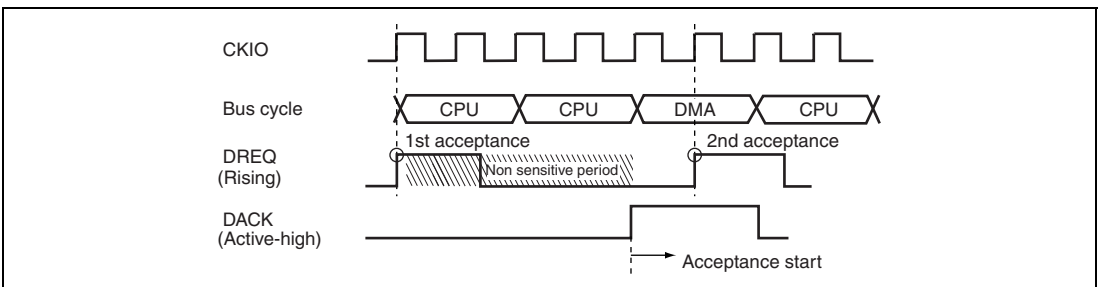 CKIO
Bus cycle
CPU
CPU
DMA
CPU
1st acceptance
2nd acceptance
DREQ
(Rising)
Non sensitive period
DACK
(Active-high)
Acceptance start